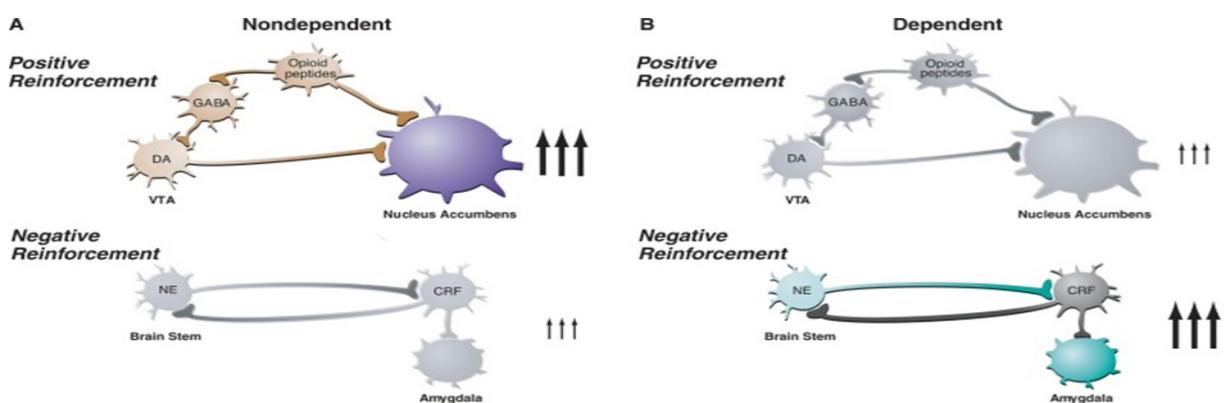 A
Nondependent
Positive
Reinforcement
Opioid
peptides
GABA
DA
VTA
Nucleus Accumbens
Negative
Reinforcement
NE
CRF
Brain Stem
Amygdala
B
Dependent
Positive
Reinforcement
Opioid
peptides
GABA
DA
VTA
Nucleus Accumbens
Negative
Reinforcement
NE
CRF
Brain Stem
Amygdala